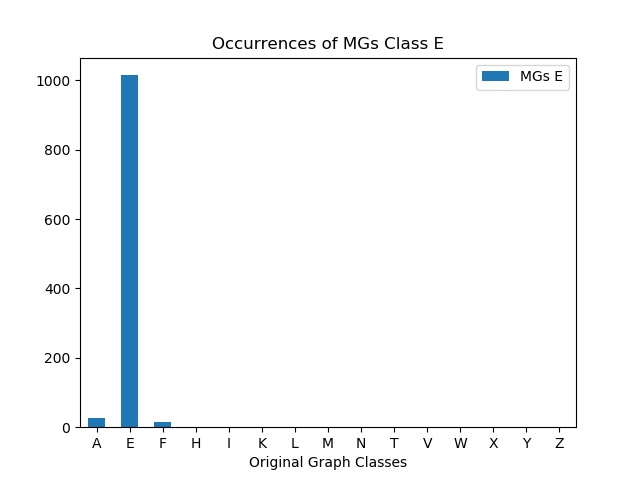 Occurrences of MGs Class E
MGs E
1000
800
600
400
200
0
A E F H I K L M N T V W X Y Z
Original Graph Classes